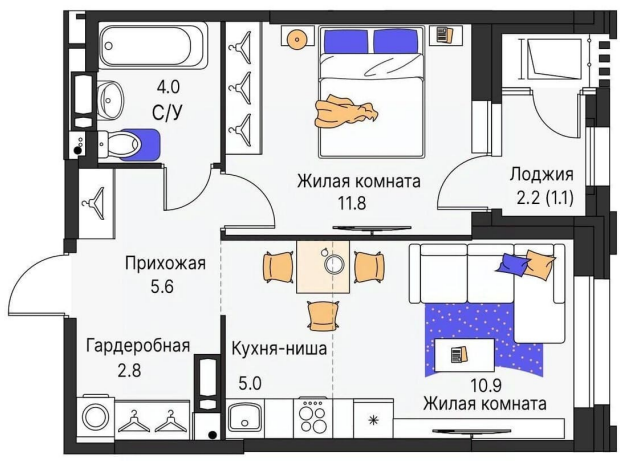 4.0
С/У
Жилая комната
11.8
Лоджия
2.2 (1.1)
Прихожая
5.6
Гардеробная
2.8
Кухня-ниша
5.0
10.9
Жилая комната